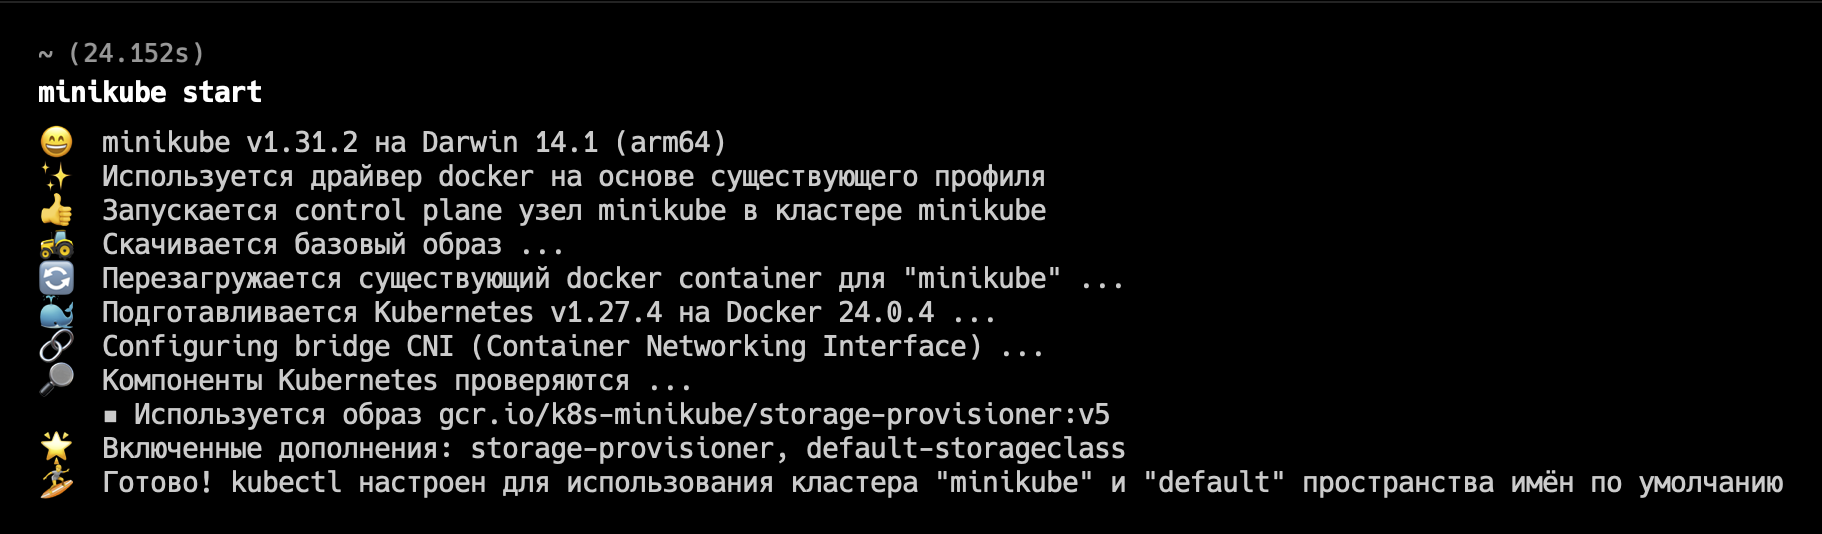 ~ (24.152s)
minikube start
😄 minikube v1.31.2 на Darwin 14.1 (arm64)
✨ Используется драйвер docker на основе существующего профиля
👍 Запускается control plane узел minikube в кластере minikube
🚜 Скачивается базовый образ ...
🔄 Перезагружается существующий docker container для "minikube" ...
🐳 Подготавливается Kubernetes v1.27.4 на Docker 24.0.4 ...
🔗 Configuring bridge CNI (Container Networking Interface) ...
🔎 Компоненты Kubernetes проверяются ...
▪ Используется образ gcr.io/k8s-minikube/storage-provisioner:v5
🌟 Включенные дополнения: storage-provisioner, default-storageclass
🏄 Готово! kubectl настроен для использования кластера "minikube" и "default" пространства имён по умолчанию